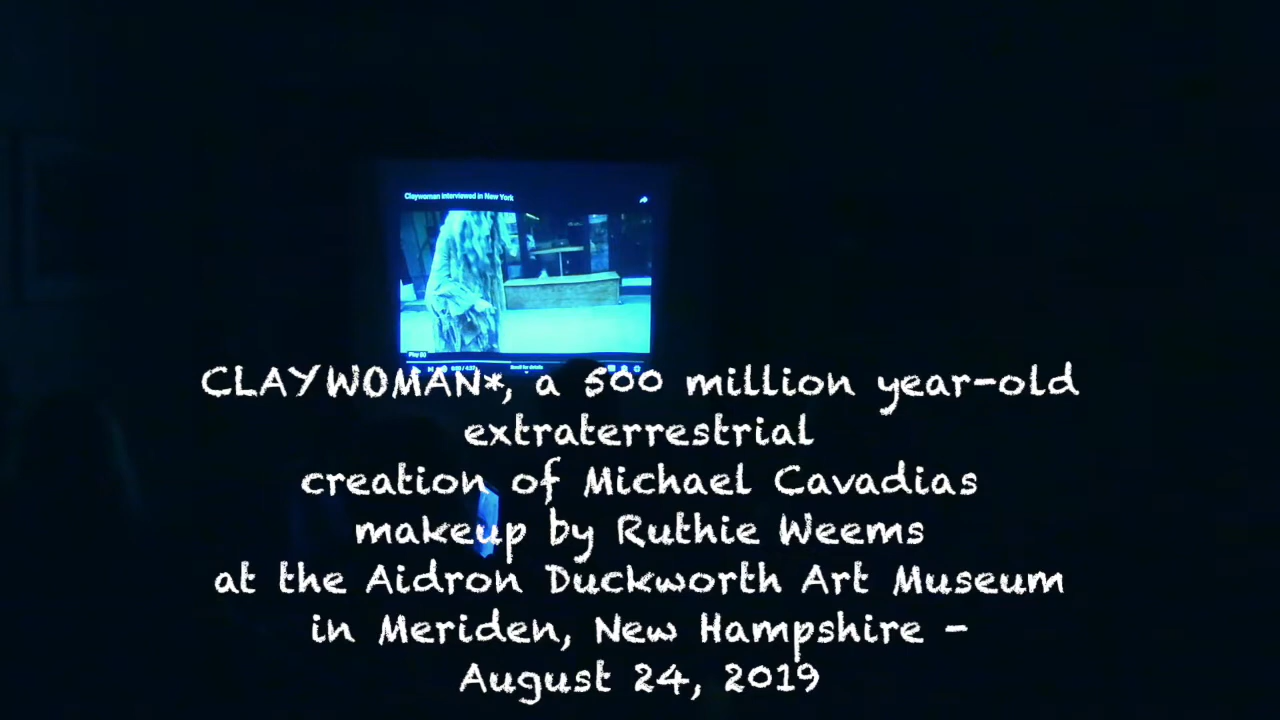 Claywoman Interviewed in New York
CLAYWOMAN*, a 500 million year-old
extraterrestrial
creation of Michael Cavadias
makeup by Ruthie Weems
at the Aidron Duckworth Art Museum
in Meriden, New Hampshire -
August 24, 2019